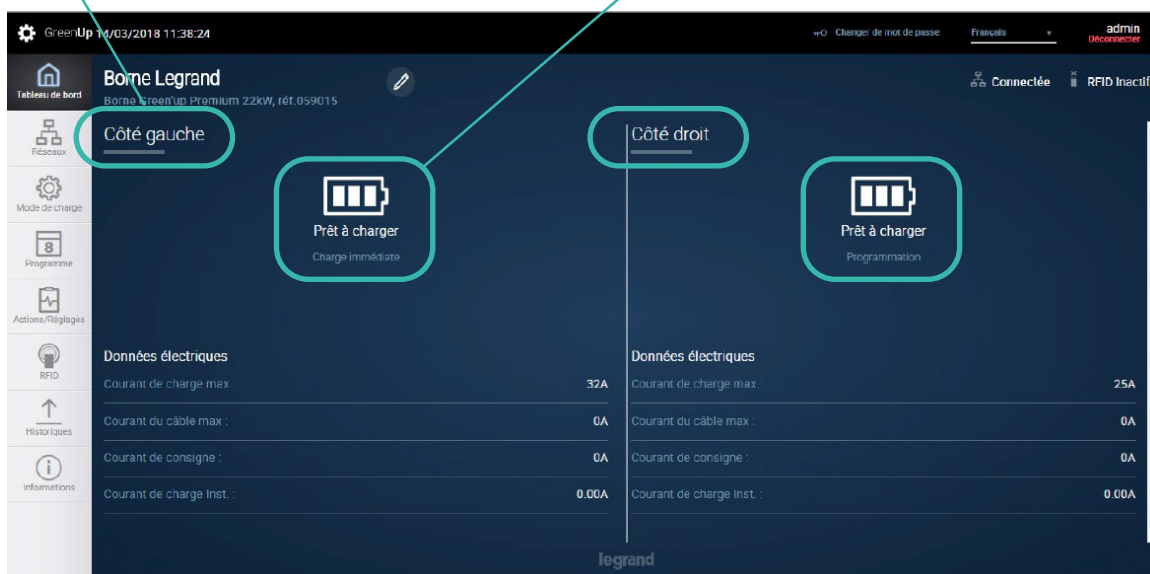 GreenUp 14/03/2018 11:38:24
Changer de mot de passe
Français
admin
Déconnecter
Tableau de bord
Réseaux
Mode de charge
8
Programme
Actions/Réglages
RFID
Historiques
Informations
Borne Legrand
Borne Green'up Premium 22kW, réf.059015
Connectée
RFID Inactif
Côté gauche
Prêt à charger
Charge immédiate
Données électriques
Courant de charge max : 32A
Courant du câble max : 0A
Courant de consigne : 0A
Courant de charge Inst. : 0.00A
Côté droit
Prêt à charger
Programmation
Données électriques
Courant de charge max : 25A
Courant du câble max : 0A
Courant de consigne : 0A
Courant de charge Inst. : 0.00A
legrand